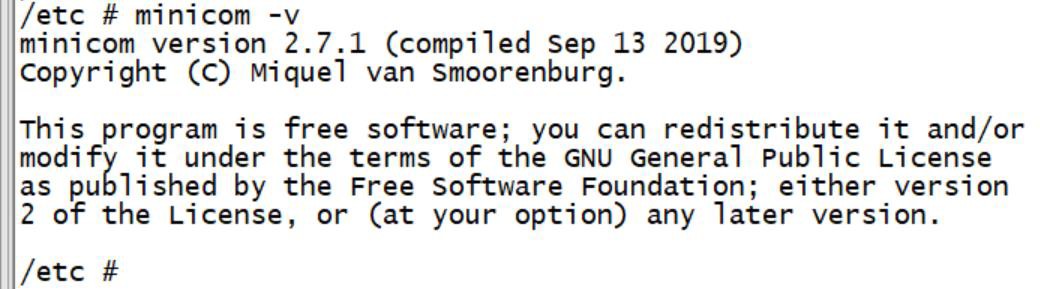 /etc # minicom -v
minicom version 2.7.1 (compiled Sep 13 2019)
Copyright (C) Miquel van Smoorenburg.
This program is free software; you can redistribute it and/or
modify it under the terms of the GNU General Public License
as published by the Free Software Foundation; either version
2 of the License, or (at your option) any later version.
/etc #